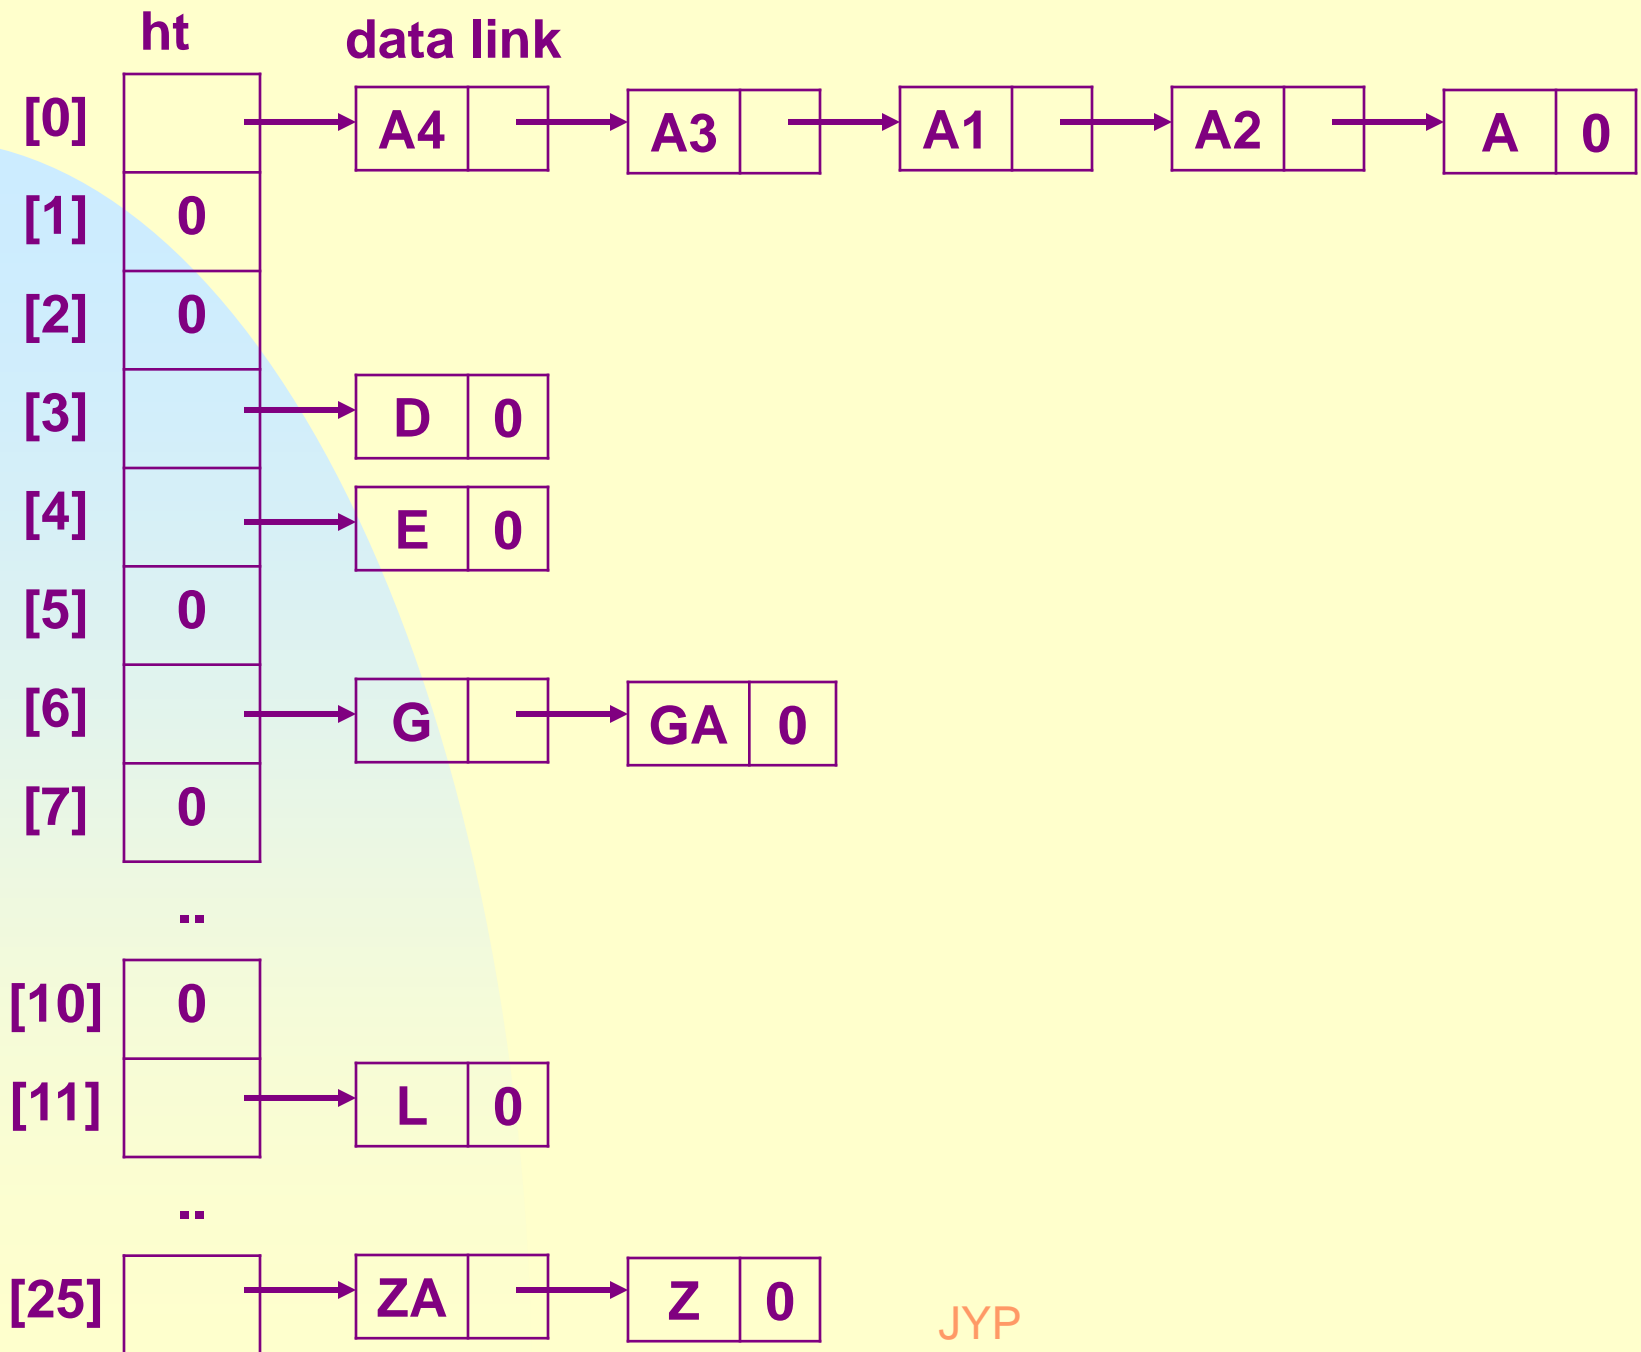 ht data link
[0] A4 A3 A1 A2 A 0
[1] 0
[2] 0
[3] D 0
[4] E 0
[5] 0
[6] G GA 0
[7] 0
..
[10] 0
[11] L 0
..
[25] ZA Z 0
JYP